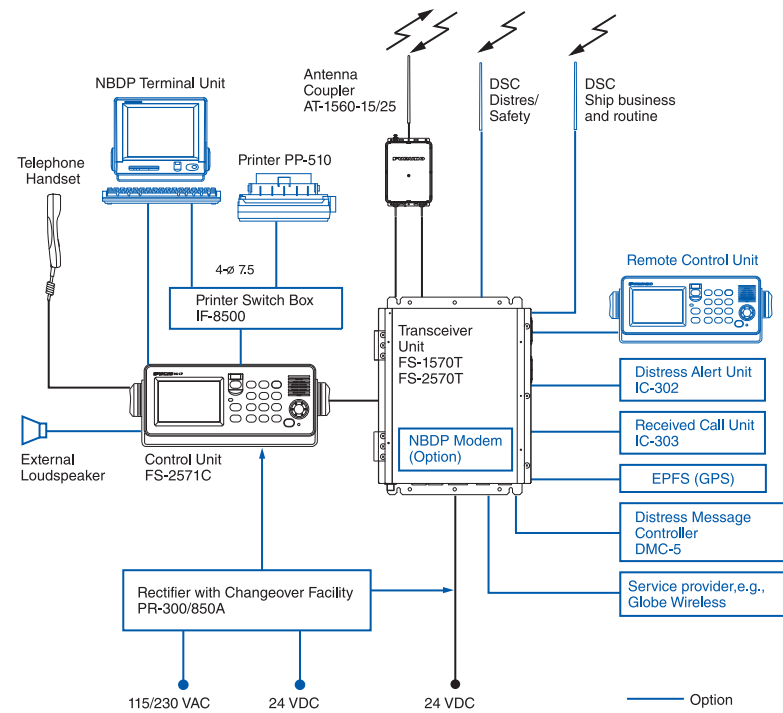 NBDP Terminal Unit
Antenna
Coupler
AT-1560-15/25
DSC
Distres/
Safety
DSC
Ship business
and routine
Telephone
Handset
Printer PP-510
FURUNO
4-ø 7.5
Remote Control Unit
Printer Switch Box
IF-8500
Transceiver
Unit
FS-1570T
FS-2570T
Distress Alert Unit
IC-302
Received Call Unit
IC-303
NBDP Modem
(Option)
External
Loudspeaker
Control Unit
FS-2571C
EPFS (GPS)
Distress Message
Controller
DMC-5
Rectifier with Changeover Facility
PR-300/850A
Service provider,e.g.,
Globe Wireless
115/230 VAC
24 VDC
24 VDC
Option